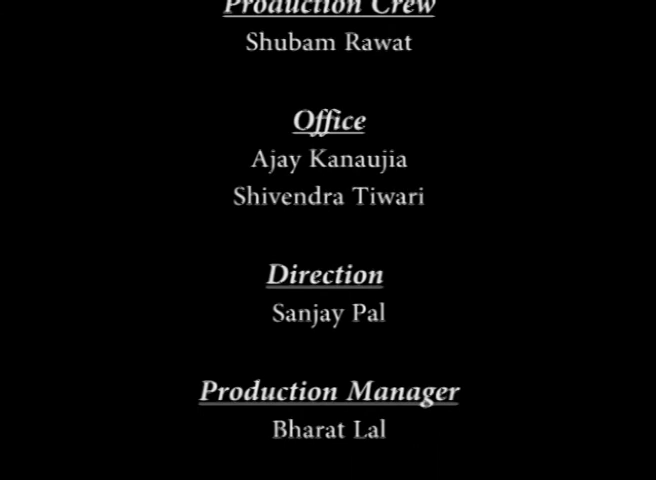 Production Crew
Shubam Rawat
Office
Ajay Kanaujia
Shivendra Tiwari
Direction
Sanjay Pal
Production Manager
Bharat Lal